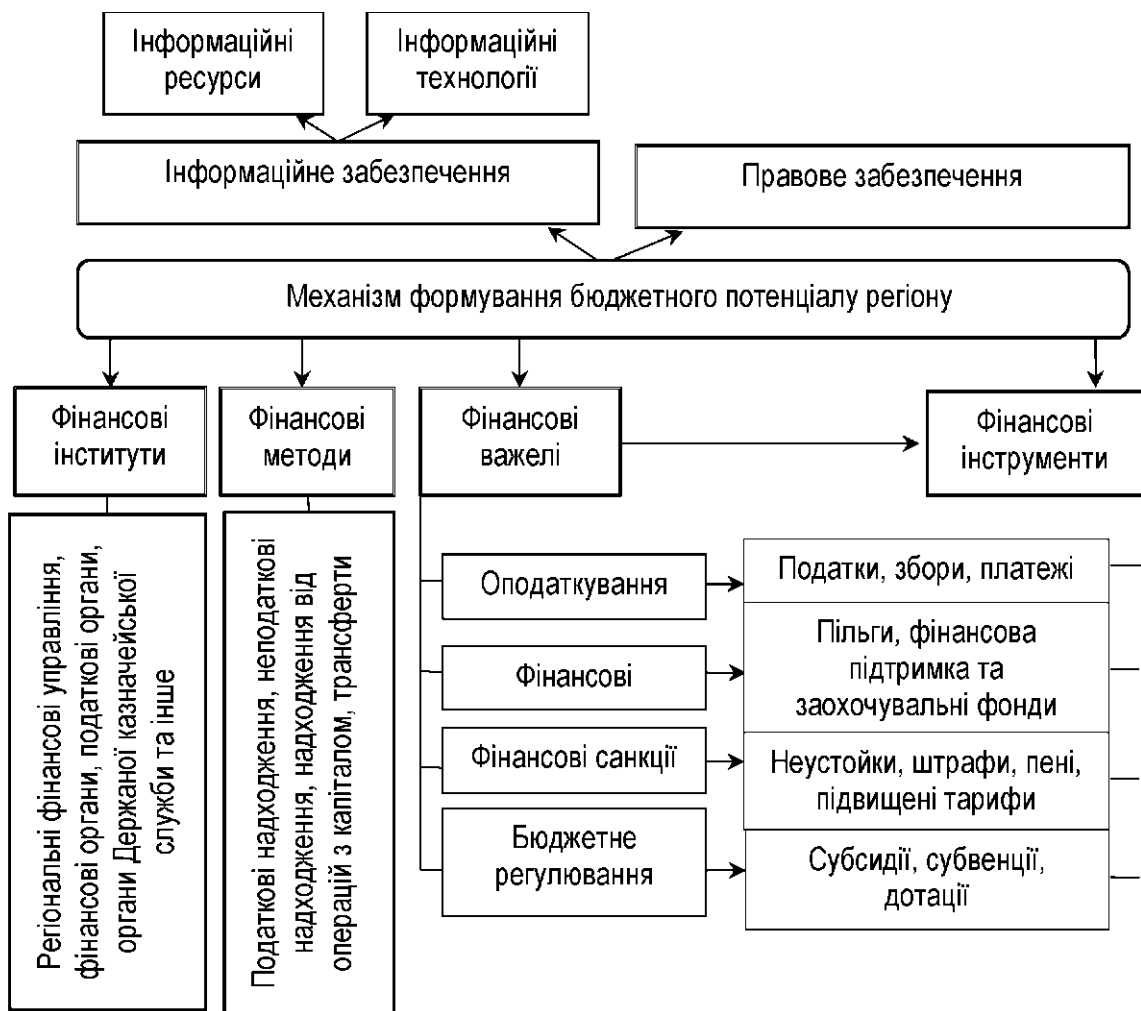 Інформаційні
ресурси
Інформаційні
технології
Інформаційне забезпечення
Правове забезпечення
Механізм формування бюджетного потенціалу регіону
Фінансові
інститути
Фінансові
методи
Фінансові
важелі
Фінансові
інструменти
Регіональні фінансові управління,
фінансові органи, податкові органи,
органи Держаної казначейської
служби та інше
Податкові надходження, неподаткові
надходження, надходження від
операцій з капіталом, трансферти
Оподаткування
Податки, збори, платежі
Фінансові
Пільги, фінансова
підтримка та
заохочувальні фонди
Фінансові санкції
Неустойки, штрафи, пені,
підвищені тарифи
Бюджетне
регулювання
Субсидії, субвенції,
дотації